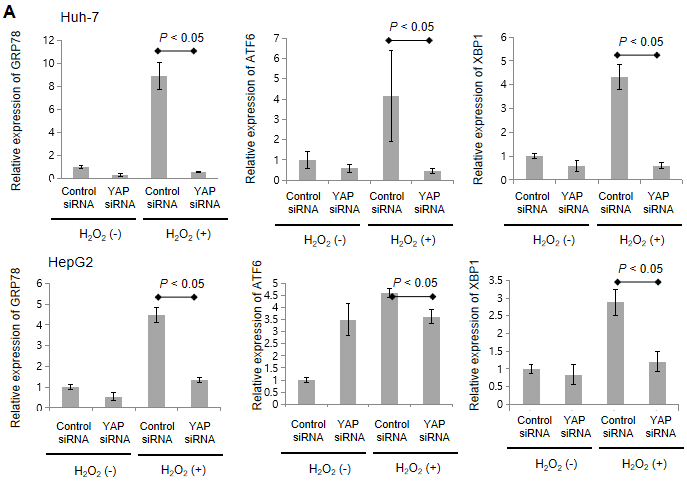 A
Huh-7
Relative expression of GRP78
12
10
8
6
4
2
0
P < 0.05
Control siRNA
YAP siRNA
Control siRNA
YAP siRNA
H2O2 (-)
H2O2 (+)
Relative expression of ATF6
7
6
5
4
3
2
1
0
P < 0.05
Control siRNA
YAP siRNA
Control siRNA
YAP siRNA
H2O2 (-)
H2O2 (+)
Relative expression of XBP1
6
5
4
3
2
1
0
P < 0.05
Control siRNA
YAP siRNA
Control siRNA
YAP siRNA
H2O2 (-)
H2O2 (+)
HepG2
Relative expression of GRP78
6
5
4
3
2
1
0
P < 0.05
Control siRNA
YAP siRNA
Control siRNA
YAP siRNA
H2O2 (-)
H2O2 (+)
Relative expression of ATF6
5
4.5
4
3.5
3
2.5
2
1.5
1
0.5
0
P < 0.05
Control siRNA
YAP siRNA
Control siRNA
YAP siRNA
H2O2 (-)
H2O2 (+)
Relative expression of XBP1
3.5
3
2.5
2
1.5
1
0.5
0
P < 0.05
Control siRNA
YAP siRNA
Control siRNA
YAP siRNA
H2O2 (-)
H2O2 (+)